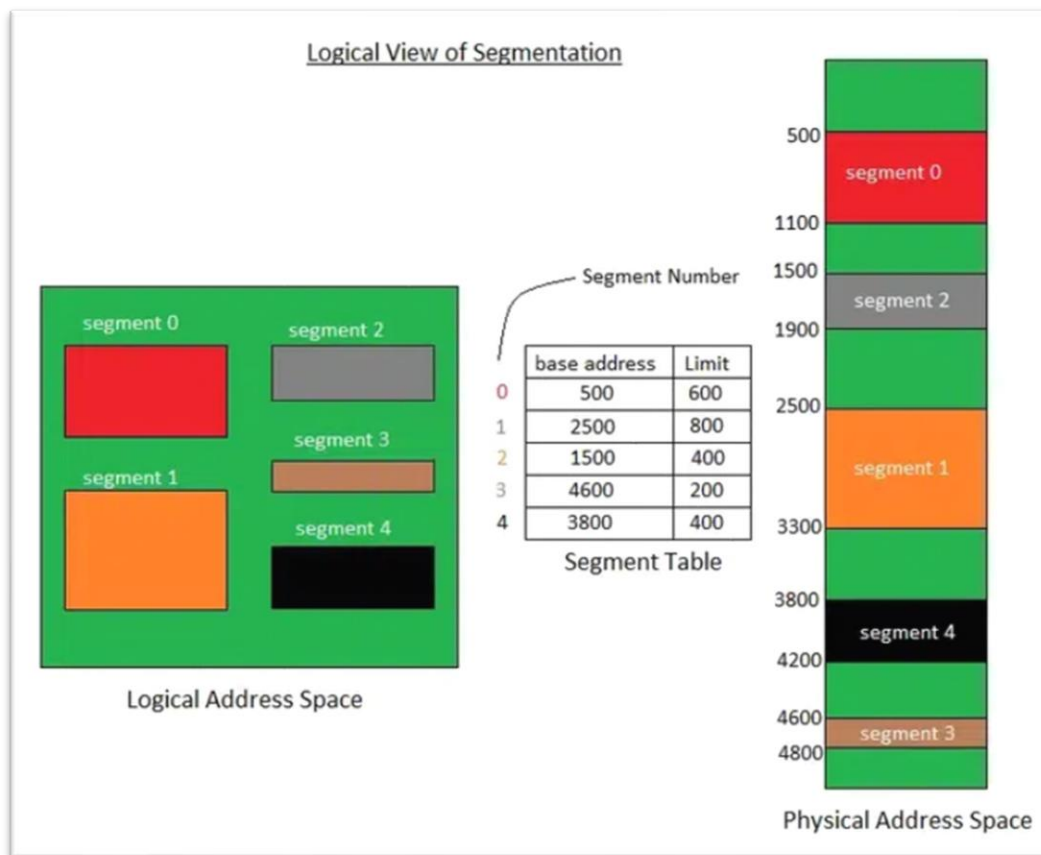 Logical View of Segmentation
500
segment 0
1100
1500
segment 2
1900
2500
segment 1
3300
3800
segment 4
4200
4600
segment 3
4800
Physical Address Space
segment 0
segment 2
segment 3
segment 1
segment 4
Logical Address Space
Segment Number
base address Limit
0 500 600
1 2500 800
2 1500 400
3 4600 200
4 3800 400
Segment Table